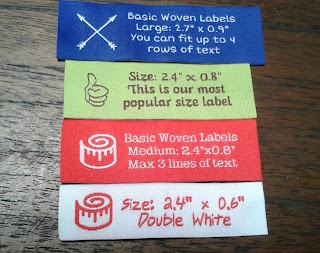 Basic Woven Labels
Large: 2.7" x 0.9"
You can fit up to 4
rows of text
Size: 2.4" x 0.8"
This is our most
popular size label
Basic Woven Labels
Medium: 2.4"x0.8"
Max 3 lines of text
Size: 2.4" x 0.6"
Double White